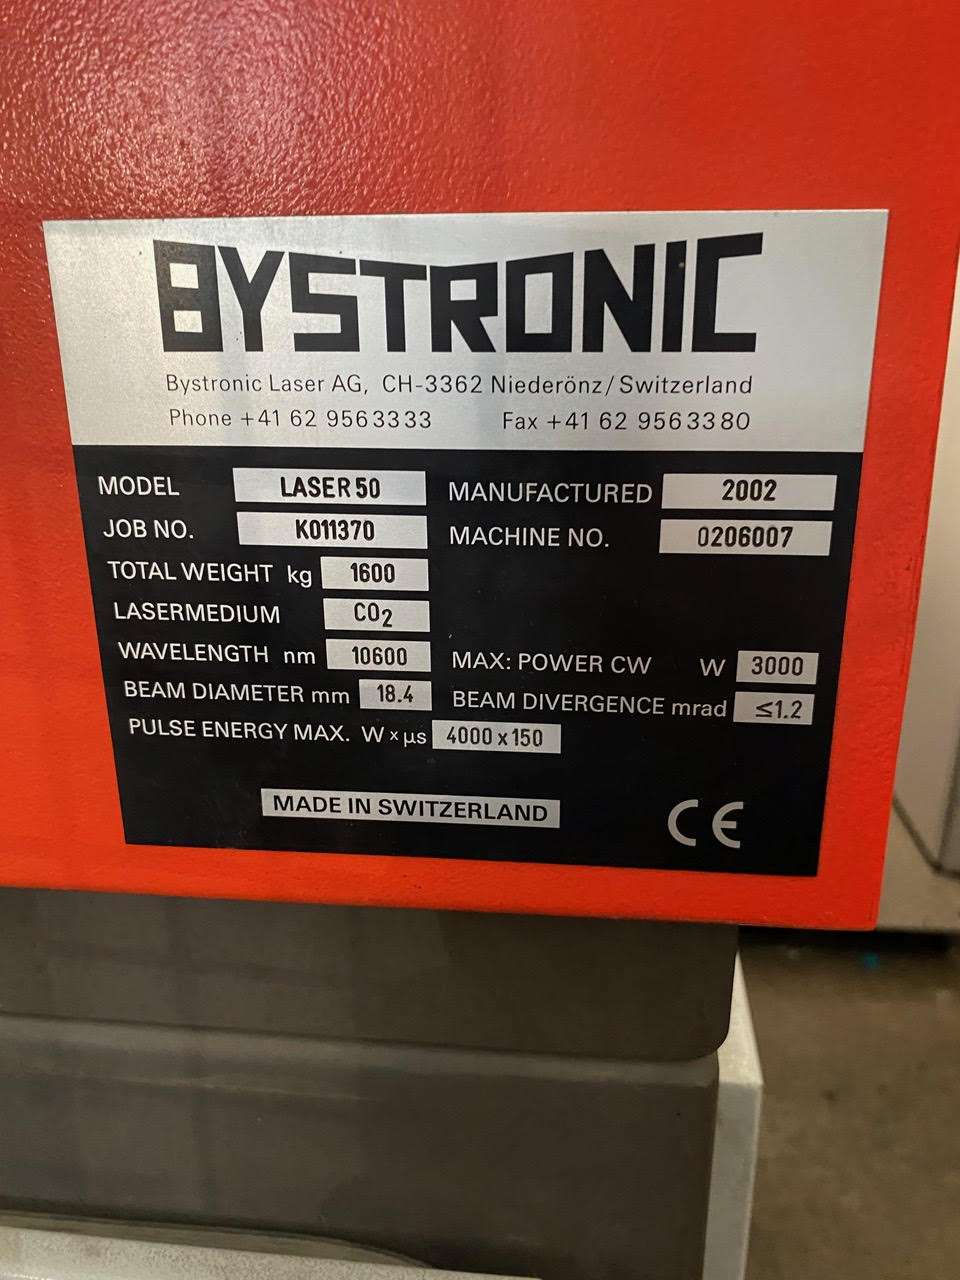 BYSTRONIC
Bystronic Laser AG, CH-3362 Niederönz/Switzerland
Phone +41 62 9563333 Fax +41 62 9563380
MODEL LASER 50 MANUFACTURED 2002
JOB NO. K011370 MACHINE NO. 0206007
TOTAL WEIGHT kg 1600
LASERMEDIUM CO2
WAVELENGTH nm 10600 MAX: POWER CW W 3000
BEAM DIAMETER mm 18.4 BEAM DIVERGENCE mrad ≤1.2
PULSE ENERGY MAX. W x µs 4000 x 150
MADE IN SWITZERLAND CE